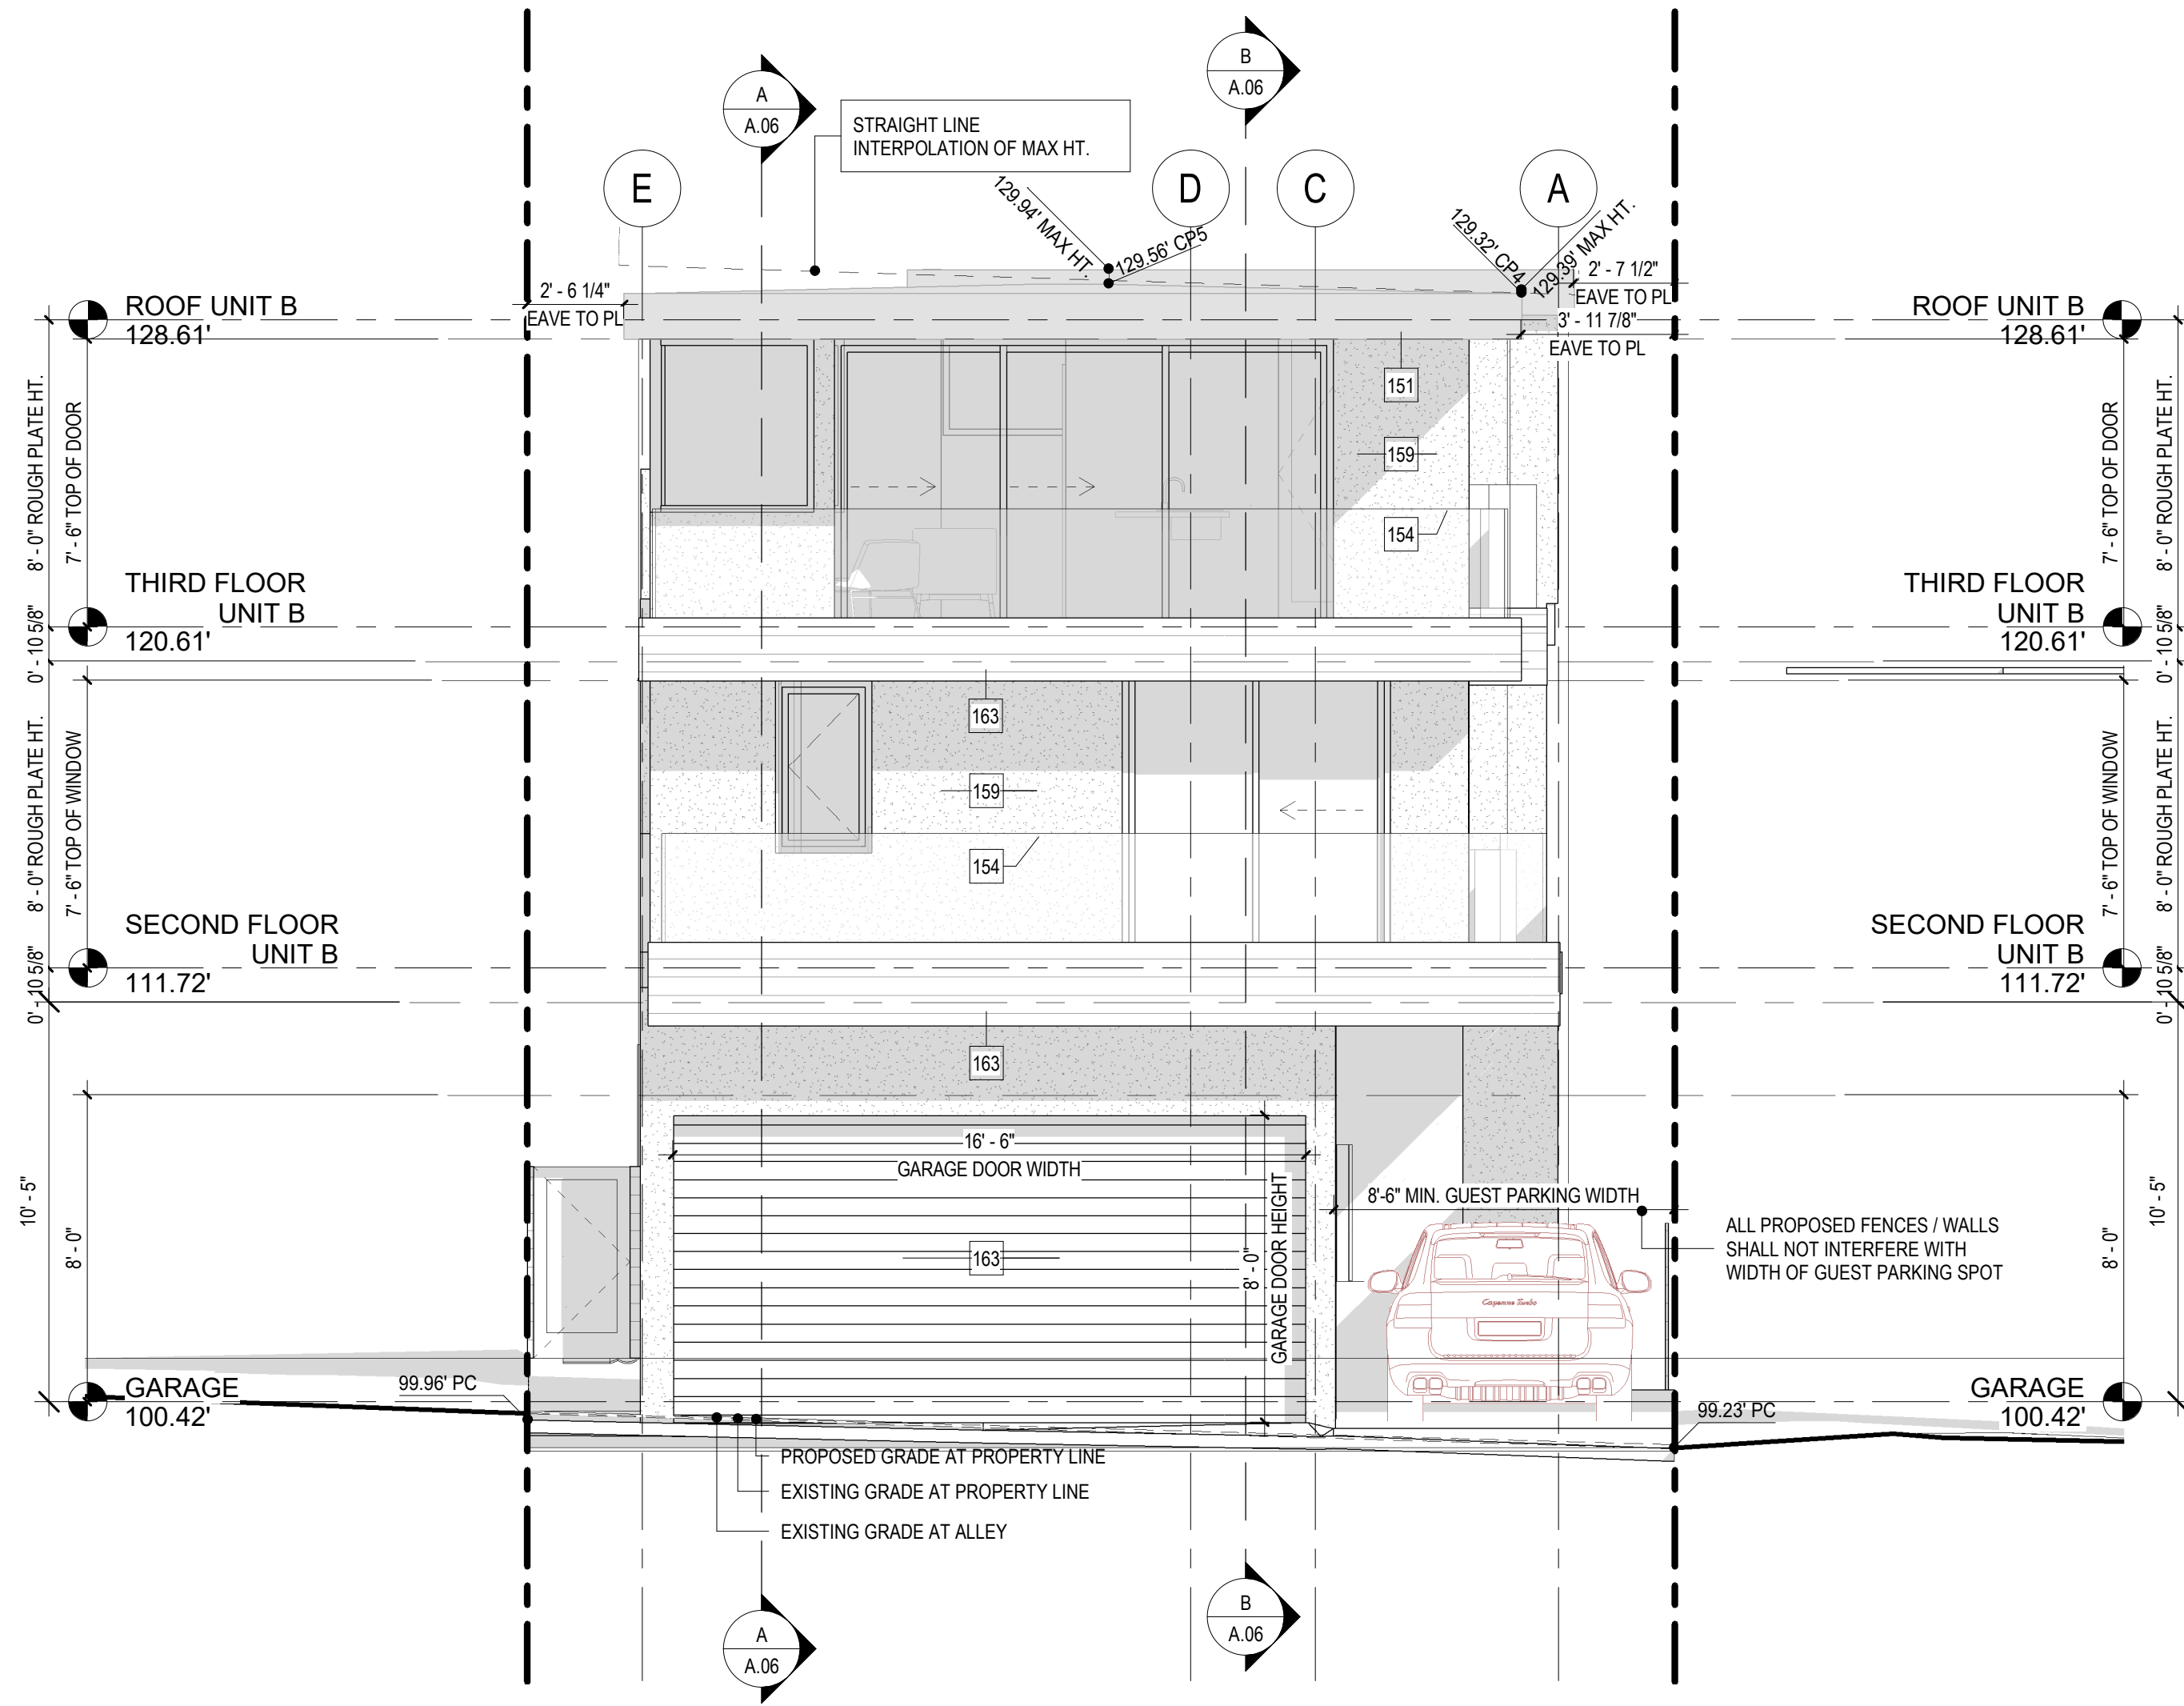 B
A.06
A
A.06
STRAIGHT LINE
INTERPOLATION OF MAX HT.
E
D
C
A
129.94' MAX HT.
129.56' CP5
129.32' CP4
129.39' MAX HT.
2' - 6 1/4"
EAVE TO PL
2' - 7 1/2"
EAVE TO PL
3' - 11 7/8"
EAVE TO PL
ROOF UNIT B
128.61'
ROOF UNIT B
128.61'
8' - 0" ROUGH PLATE HT.
7' - 6" TOP OF DOOR
7' - 6" TOP OF DOOR
8' - 0" ROUGH PLATE HT.
151
159
154
THIRD FLOOR
UNIT B
120.61'
THIRD FLOOR
UNIT B
120.61'
0' - 10 5/8"
0' - 10 5/8"
163
8' - 0" ROUGH PLATE HT.
7' - 6" TOP OF WINDOW
7' - 6" TOP OF WINDOW
8' - 0" ROUGH PLATE HT.
159
154
SECOND FLOOR
UNIT B
111.72'
SECOND FLOOR
UNIT B
111.72'
0' - 10 5/8"
0' - 10 5/8"
163
16' - 6"
GARAGE DOOR WIDTH
8' - 0"
GARAGE DOOR HEIGHT
8'-6" MIN. GUEST PARKING WIDTH
ALL PROPOSED FENCES / WALLS
SHALL NOT INTERFERE WITH
WIDTH OF GUEST PARKING SPOT
10' - 5"
8' - 0"
8' - 0"
10' - 5"
163
Cayenne Turbo
GARAGE
100.42'
99.96' PC
GARAGE
100.42'
99.23' PC
PROPOSED GRADE AT PROPERTY LINE
EXISTING GRADE AT PROPERTY LINE
EXISTING GRADE AT ALLEY
B
A.06
A
A.06